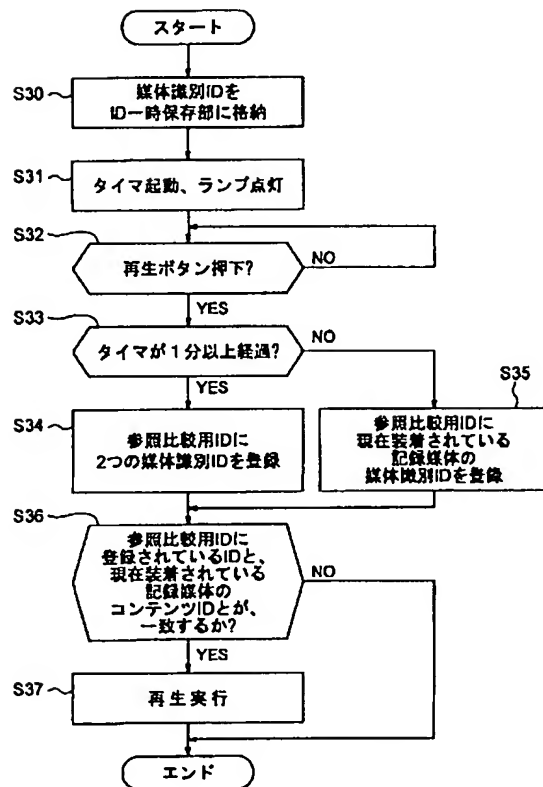 スタート
S30
媒体識別IDを
ID一時保存部に格納
S31
タイマ起動、ランプ点灯
S32
再生ボタン押下?
NO
YES
S33
タイマが1分以上経過?
NO
YES
S34
参照比較用IDに
2つの媒体識別IDを登録
S35
参照比較用IDに
現在装着されている
記録媒体の
媒体識別IDを登録
S36
参照比較用IDに
登録されているIDと、
現在装着されている
記録媒体の
コンテンツIDとが、
一致するか?
NO
YES
S37
再生実行
エンド